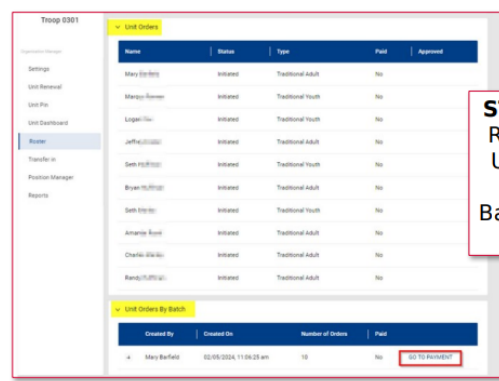 Troop 0301
Organization Manager
Settings
Unit Renewal
Unit Pin
Unit Dashboard
Roster
Transfer in
Position Manager
Reports
Unit Orders
Name Status Type Paid Approved
Mary Initiated Traditional Adult No
Initiated Traditional Youth No
Logan Initiated Traditional Youth No
Initiated Traditional Adult No
Seth Initiated Traditional Youth No
Bryan Initiated Traditional Adult No
Seth Initiated Traditional Youth No
Amanda Initiated Traditional Adult No
Charlie Initiated Traditional Adult No
Randy Initiated Traditional Adult No
Unit Orders By Batch
Created By Created On Number of Orders Paid
Mary Barfield 02/05/2024, 11:06:25 am 10 No GO TO PAYMENT
S
R
U
Ba